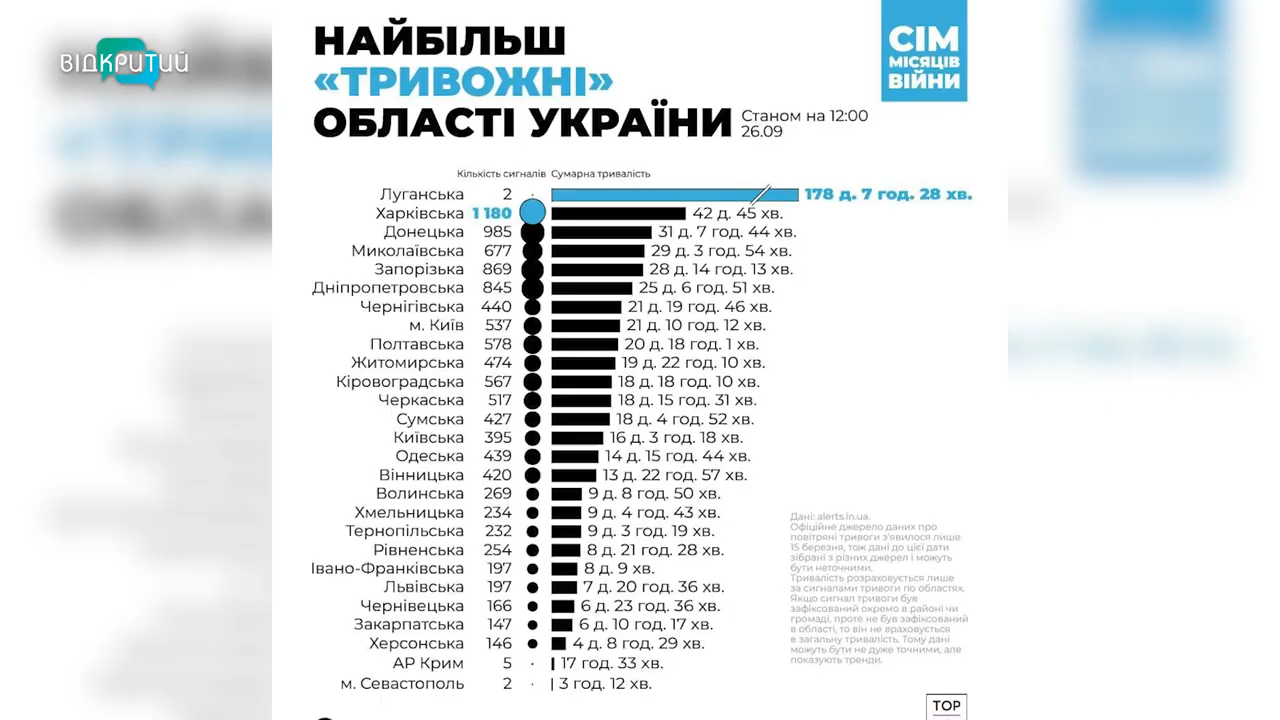 ВІДКРИТИЙ
НАЙБІЛЬШ
«ТРИВОЖНІ»
ОБЛАСТІ УКРАЇНИ
Станом на 12:00
26.09
СІМ
МІСЯЦІВ
ВІЙНИ
Кількість сигналів Сумарна тривалість
Луганська 2 178 д. 7 год. 28 хв.
Харківська 1 180 42 д. 45 хв.
Донецька 985 31 д. 7 год. 44 хв.
Миколаївська 677 29 д. 3 год. 54 хв.
Запорізька 869 28 д. 14 год. 13 хв.
Дніпропетровська 845 25 д. 6 год. 51 хв.
Чернігівська 440 21 д. 19 год. 46 хв.
м. Київ 537 21 д. 10 год. 12 хв.
Полтавська 578 20 д. 18 год. 1 хв.
Житомирська 474 19 д. 22 год. 10 хв.
Кіровоградська 567 18 д. 18 год. 10 хв.
Черкаська 517 18 д. 15 год. 31 хв.
Сумська 427 18 д. 4 год. 52 хв.
Київська 395 16 д. 3 год. 18 хв.
Одеська 439 14 д. 15 год. 44 хв.
Вінницька 420 13 д. 22 год. 57 хв.
Волинська 269 9 д. 8 год. 50 хв.
Хмельницька 234 9 д. 4 год. 43 хв.
Тернопільська 232 9 д. 3 год. 19 хв.
Рівненська 254 8 д. 21 год. 28 хв.
Івано-Франківська 197 8 д. 9 хв.
Львівська 197 7 д. 20 год. 36 хв.
Чернівецька 166 6 д. 23 год. 36 хв.
Закарпатська 147 6 д. 10 год. 17 хв.
Херсонська 146 4 д. 8 год. 29 хв.
АР Крим 5 17 год. 33 хв.
м. Севастополь 2 3 год. 12 хв.
Дані: alerts.in.ua.
Офіційне джерело даних про
повітряні тривоги з'явилося лише
15 березня, тож дані до цієї дати
зібрані з різних джерел і можуть
бути неточними.
Тривалість розраховується лише
за сигналами тривоги по областях.
Якщо сигнал тривоги був
зафіксований окремо в районі чи
громаді, проте не був зафіксований
в області, то він не враховується
в загальну тривалість. Тому дані
можуть бути не дуже точними, але
показують тренди.
TOP